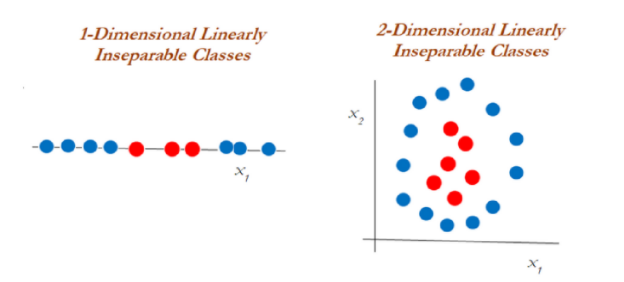 1-Dimensional Linearly
Inseparable Classes
x1
2-Dimensional Linearly
Inseparable Classes
x2
x1